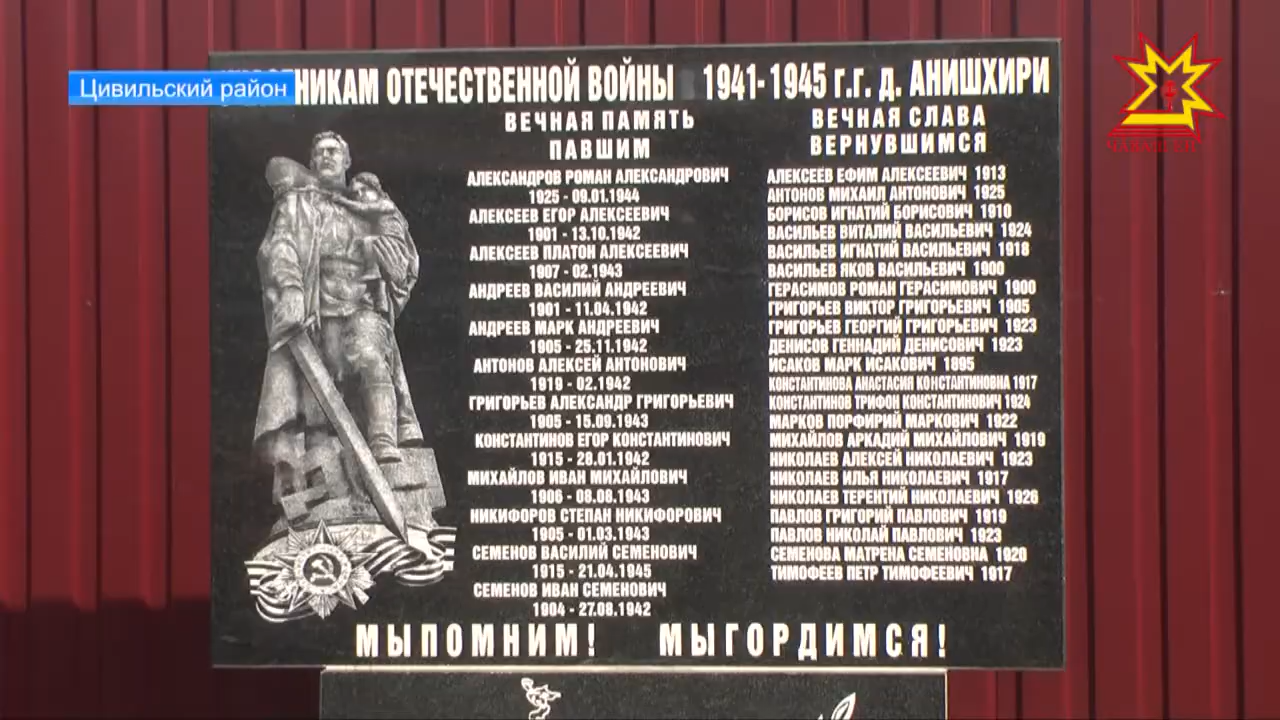 Цивильский район
ОТЕЧЕСТВЕННОЙ ВОЙНЫ 1941-1945 г.г. д. АНИШХИРИ
ВЕЧНАЯ ПАМЯТЬ
ПАВШИМ
АЛЕКСАНДРОВ РОМАН АЛЕКСАНДРОВИЧ
1925 - 09.01.1944
АЛЕКСЕЕВ ЕГОР АЛЕКСЕЕВИЧ
1901 - 13.10.1942
АЛЕКСЕЕВ ПЛАТОН АЛЕКСЕЕВИЧ
1907 - 02.1943
АНДРЕЕВ ВАСИЛИЙ АНДРЕЕВИЧ
1901 - 11.04.1942
АНДРЕЕВ МАРК АНДРЕЕВИЧ
1905 - 25.11.1942
АНТОНОВ АЛЕКСЕЙ АНТОНОВИЧ
1919 - 02.1942
ГРИГОРЬЕВ АЛЕКСАНДР ГРИГОРЬЕВИЧ
1905 - 15.09.1943
КОНСТАНТИНОВ ЕГОР КОНСТАНТИНОВИЧ
1915 - 28.01.1942
МИХАЙЛОВ ИВАН МИХАЙЛОВИЧ
1906 - 08.08.1943
НИКИФОРОВ СТЕПАН НИКИФОРОВИЧ
1905 - 01.03.1943
СЕМЕНОВ ВАСИЛИЙ СЕМЕНОВИЧ
1915 - 21.04.1945
СЕМЕНОВ ИВАН СЕМЕНОВИЧ
1904 - 27.08.1942
ВЕЧНАЯ СЛАВА
ВЕРНУВШИМСЯ
АЛЕКСЕЕВ ЕФИМ АЛЕКСЕЕВИЧ 1913
АНТОНОВ МИХАИЛ АНТОНОВИЧ 1925
БОРИСОВ ИГНАТИЙ БОРИСОВИЧ 1910
ВАСИЛЬЕВ ВИТАЛИЙ ВАСИЛЬЕВИЧ 1924
ВАСИЛЬЕВ ИГНАТИЙ ВАСИЛЬЕВИЧ 1918
ВАСИЛЬЕВ ЯКОВ ВАСИЛЬЕВИЧ 1900
ГЕРАСИМОВ РОМАН ГЕРАСИМОВИЧ 1900
ГРИГОРЬЕВ ВИКТОР ГРИГОРЬЕВИЧ 1905
ГРИГОРЬЕВ ГЕОРГИЙ ГРИГОРЬЕВИЧ 1923
ДЕНИСОВ ГЕННАДИЙ ДЕНИСОВИЧ 1923
ИСАКОВ МАРК ИСАКОВИЧ 1895
КОНСТАНТИНОВА АНАСТАСИЯ КОНСТАНТИНОВНА 1917
КОНСТАНТИНОВ ТРИФОН КОНСТАНТИНОВИЧ 1924
МАРКОВ ПОРФИРИЙ МАРКОВИЧ 1922
МИХАЙЛОВ АРКАДИЙ МИХАЙЛОВИЧ 1919
НИКОЛАЕВ АЛЕКСЕЙ НИКОЛАЕВИЧ 1923
НИКОЛАЕВ ИЛЬЯ НИКОЛАЕВИЧ 1917
НИКОЛАЕВ ТЕРЕНТИЙ НИКОЛАЕВИЧ 1926
ПАВЛОВ ГРИГОРИЙ ПАВЛОВИЧ 1919
ПАВЛОВ НИКОЛАЙ ПАВЛОВИЧ 1923
СЕМЕНОВА МАТРЕНА СЕМЕНОВНА 1920
ТИМОФЕЕВ ПЕТР ТИМОФЕЕВИЧ 1917
МЫ ПОМНИМ! МЫ ГОРДИМСЯ!